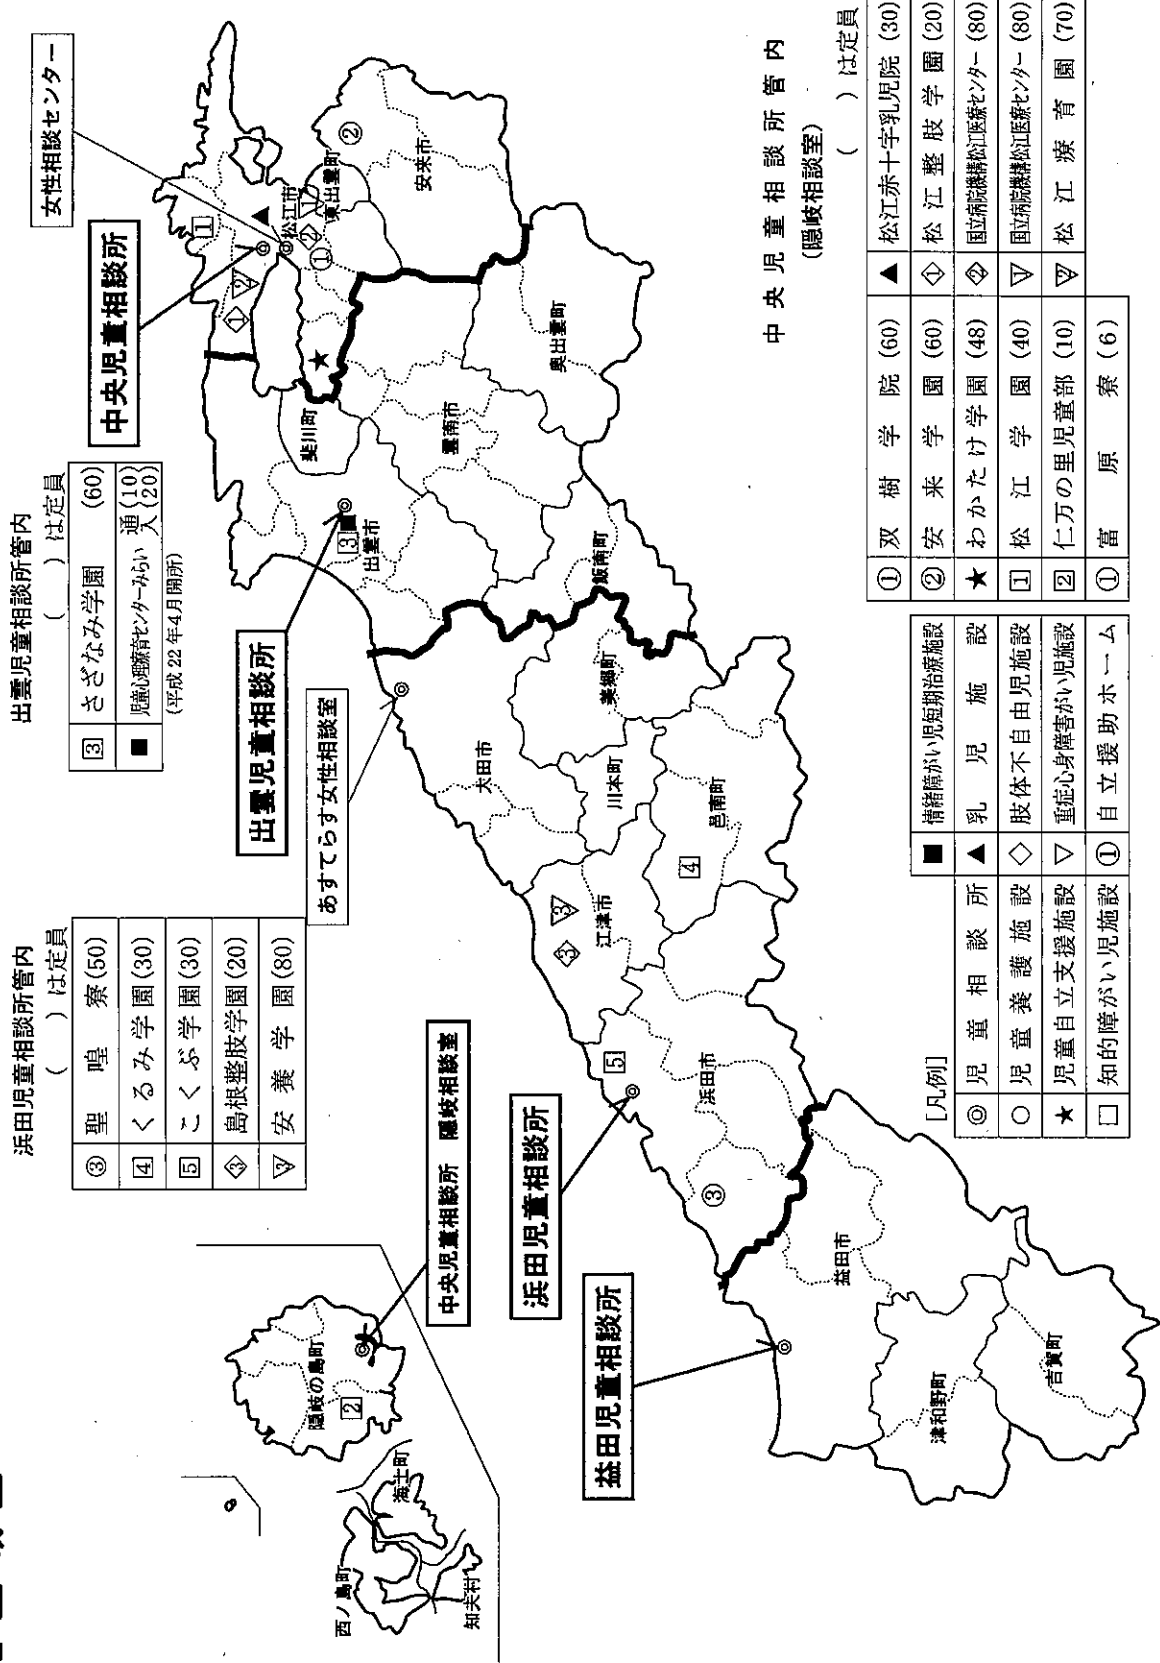 浜田児童相談所管内
( )は定員
③ 聖喤寮(50)
4 くるみ学園(30)
5 こくぶ学園(30)
3 島根整肢学園(20)
3 安養学園(80)
出雲児童相談所管内
( )は定員
3 さざなみ学園 (60)
■ 児童心理療育センターみらい 通(10) 入(20)
(平成22年4月開所)
女性相談センター
中央児童相談所
出雲児童相談所
あすてらす女性相談室
中央児童相談所 隠岐相談室
浜田児童相談所
益田児童相談所
隠岐の島町
2
海士町
西ノ島町
知夫村
1
1
2
松江市
2
1
1
東出雲町
②
安来市
★
斐川町
3
出雲市
雲南市
奥出雲町
飯南町
大田市
美郷町
川本町
邑南町
4
3
3
江津市
5
浜田市
③
益田市
津和野町
吉賀町
[凡例]
◎ 児童相談所 ■ 情緒障がい児短期治療施設
○ 児童養護施設 ▲ 乳児施設
★ 児童自立支援施設 ◇ 肢体不自由児施設
□ 知的障がい児施設 ▽ 重症心身障害がい児施設
① 自立援助ホーム
中央児童相談所管内
(隠岐相談室)
( )は定員
① 双樹学院(60) ▲ 松江赤十字乳児院(30)
② 安来学園(60) 1 松江整肢学園(20)
★ わかたけ学園(48) 2 国立病院機構松江医療センター(80)
1 松江学園(40) 1 国立病院機構松江医療センター(80)
2 仁万の里児童部(10) 2 松江療育園(70)
① 富原寮(6)